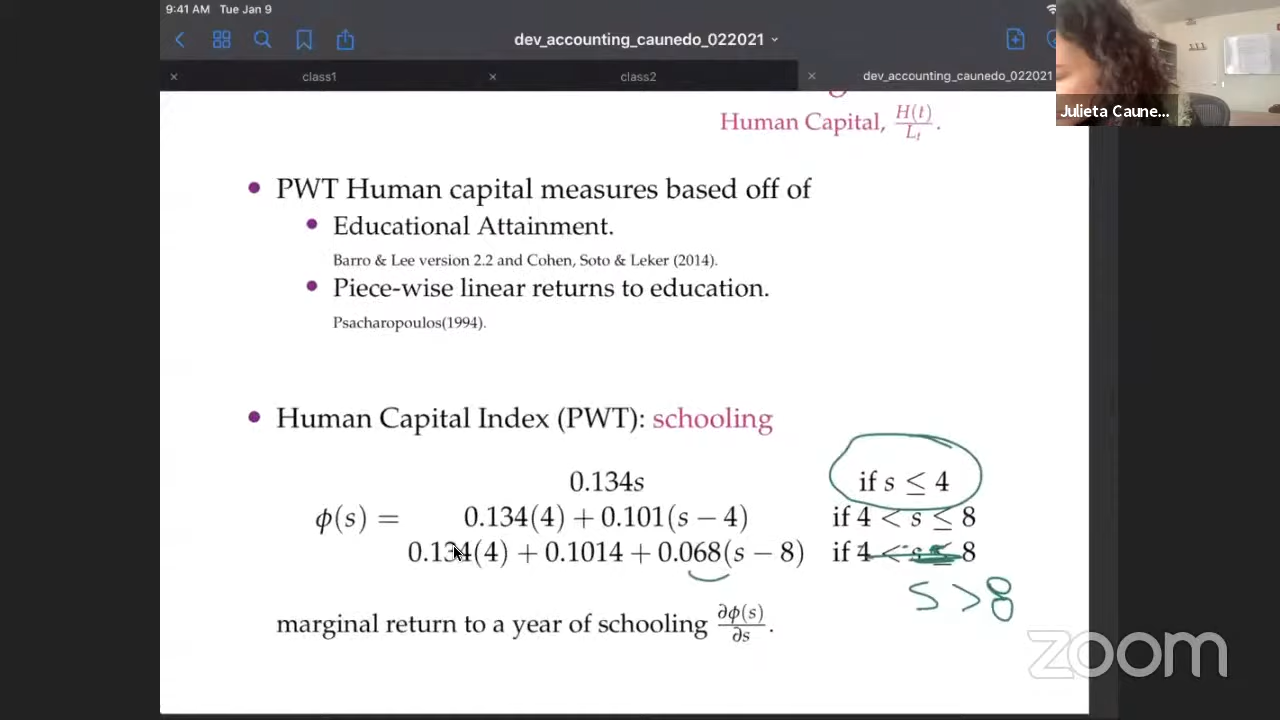 9:41 AM Tue Jan 9
dev_accounting_caunedo_022021
class1
class2
dev_accounting_caunedo_022021
Julieta Caune...
Human Capital, H(t)/L_t.
• PWT Human capital measures based off of
• Educational Attainment.
Barro & Lee version 2.2 and Cohen, Soto & Leker (2014).
• Piece-wise linear returns to education.
Psacharopoulos(1994).
• Human Capital Index (PWT): schooling
0.134s if s ≤ 4
ϕ(s) = 0.134(4) + 0.101(s − 4) if 4 < s ≤ 8
0.134(4) + 0.1014 + 0.068(s − 8) if 4 < s ≤ 8
s > 8
marginal return to a year of schooling ∂ϕ(s)/∂s.
zoom